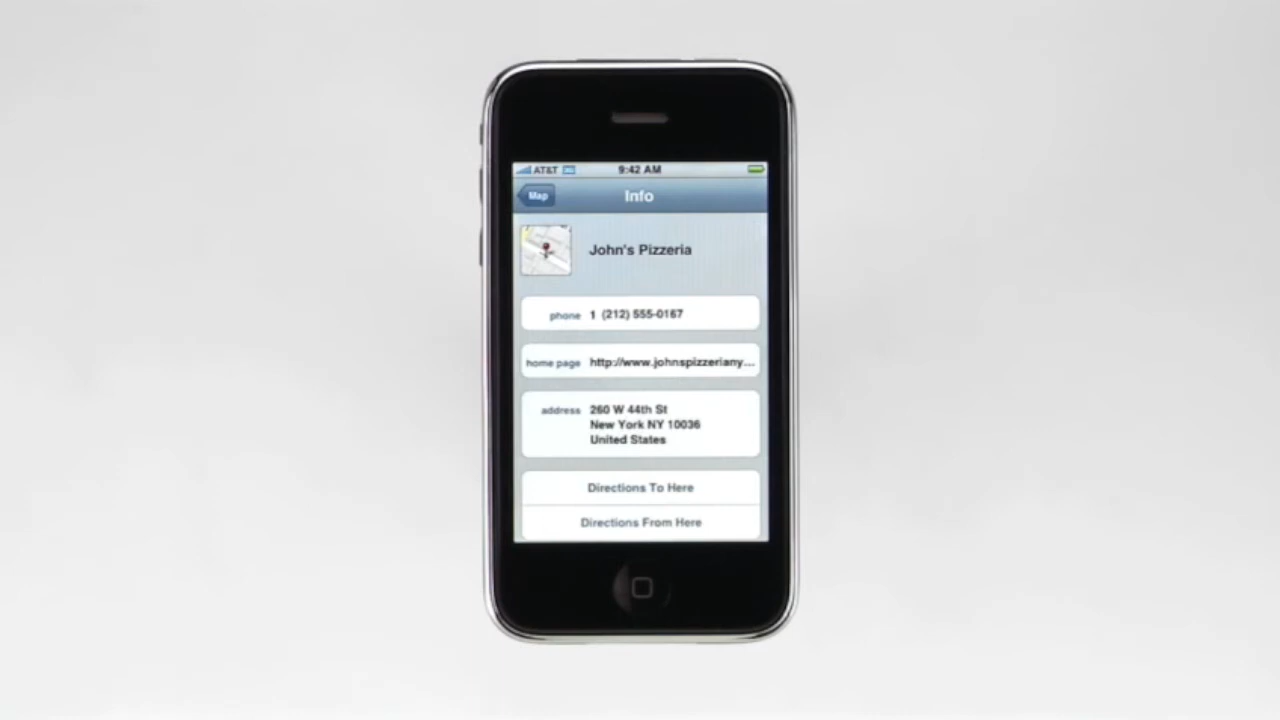 AT&T 3G 9:42 AM
Map Info
John's Pizzeria
phone 1 (212) 555-0167
home page http://www.johnspizzeriany...
address 260 W 44th St
New York NY 10036
United States
Directions To Here
Directions From Here